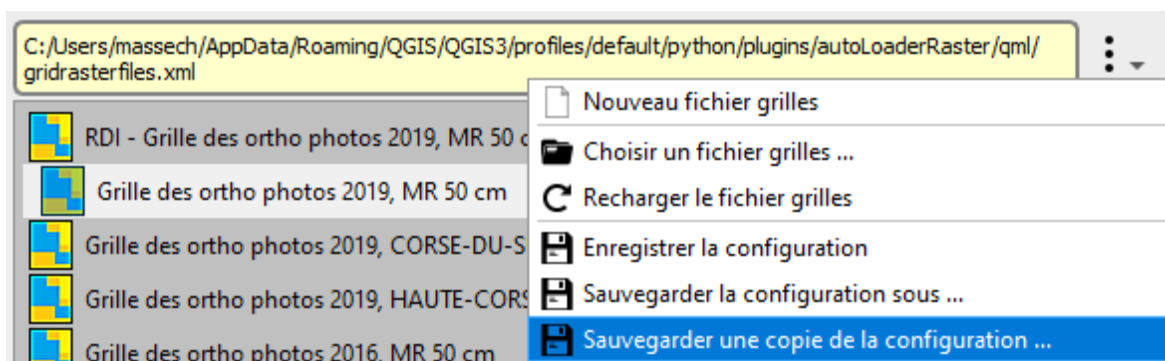 C:/Users/massech/AppData/Roaming/QGIS/QGIS3/profiles/default/python/plugins/autoLoaderRaster/qml/
gridrasterfiles.xml
Nouveau fichier grilles
RDI - Grille des ortho photos 2019, MR 50
Choisir un fichier grilles ...
Grille des ortho photos 2019, MR 50 cm
Recharger le fichier grilles
Grille des ortho photos 2019, CORSE-DU-S
Enregistrer la configuration
Grille des ortho photos 2019, HAUTE-CORS
Sauvegarder la configuration sous ...
Grille des ortho photos 2016, MR 50 cm
Sauvegarder une copie de la configuration ...